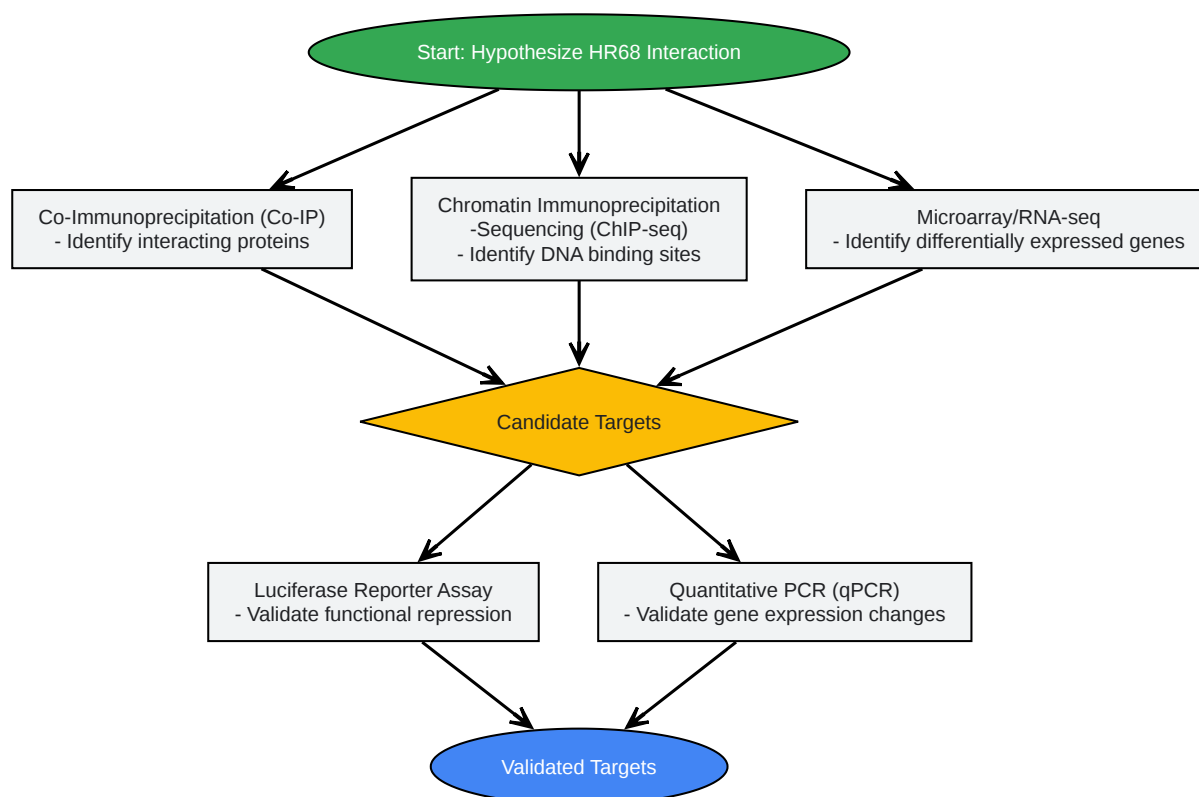 Start: Hypothesize HR68 Interaction
Co-Immunoprecipitation (Co-IP)
- Identify interacting proteins
Chromatin Immunoprecipitation
-Sequencing (ChIP-seq)
- Identify DNA binding sites
Microarray/RNA-seq
- Identify differentially expressed genes
Candidate Targets
Luciferase Reporter Assay
- Validate functional repression
Quantitative PCR (qPCR)
- Validate gene expression changes
Validated Targets